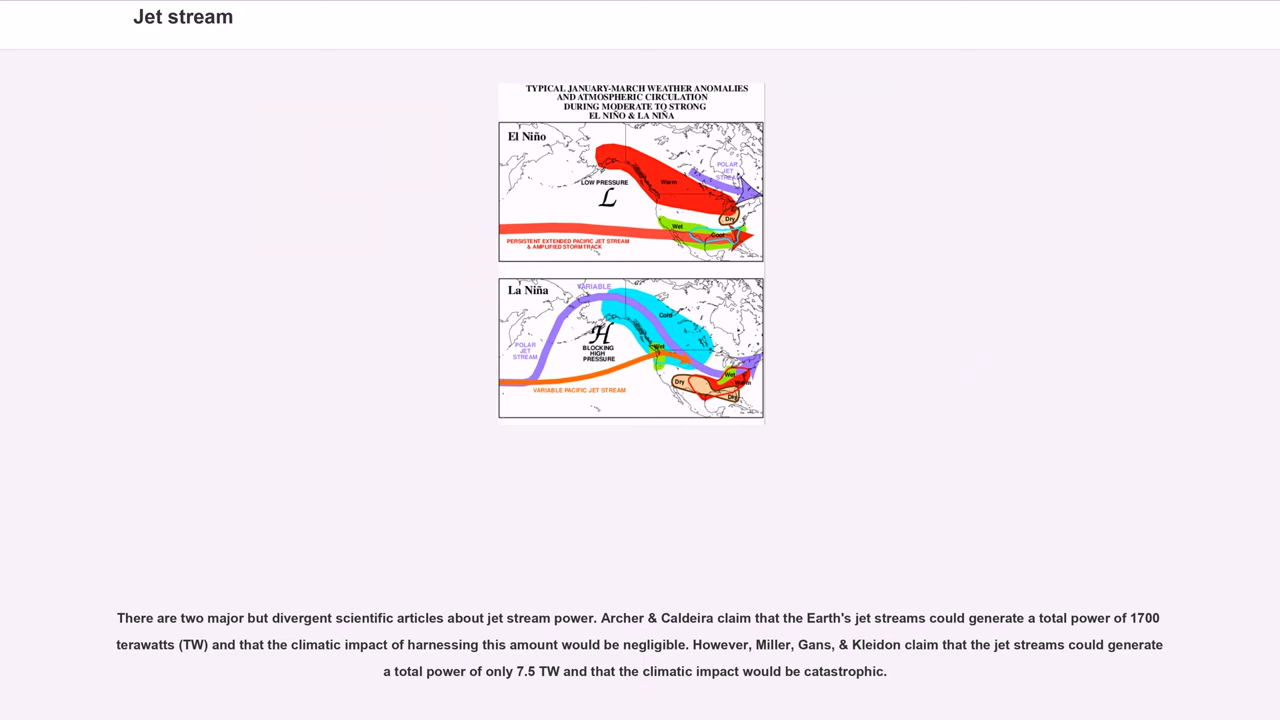 Jet stream
TYPICAL JANUARY-MARCH WEATHER ANOMALIES
AND ATMOSPHERIC CIRCULATION
DURING MODERATE TO STRONG
EL NIÑO & LA NIÑA
El Niño
POLAR
JET
STREAM
LOW PRESSURE
L
Warm
Dry
Wet
Cool
PERSISTENT EXTENDED PACIFIC JET STREAM
& AMPLIFIED STORM TRACK
La Niña
VARIABLE
Cold
H
BLOCKING
HIGH
PRESSURE
POLAR
JET
STREAM
Wet
Wet
Dry
Warm
Dry
VARIABLE PACIFIC JET STREAM
There are two major but divergent scientific articles about jet stream power. Archer & Caldeira claim that the Earth's jet streams could generate a total power of 1700
terawatts (TW) and that the climatic impact of harnessing this amount would be negligible. However, Miller, Gans, & Kleidon claim that the jet streams could generate
a total power of only 7.5 TW and that the climatic impact would be catastrophic.